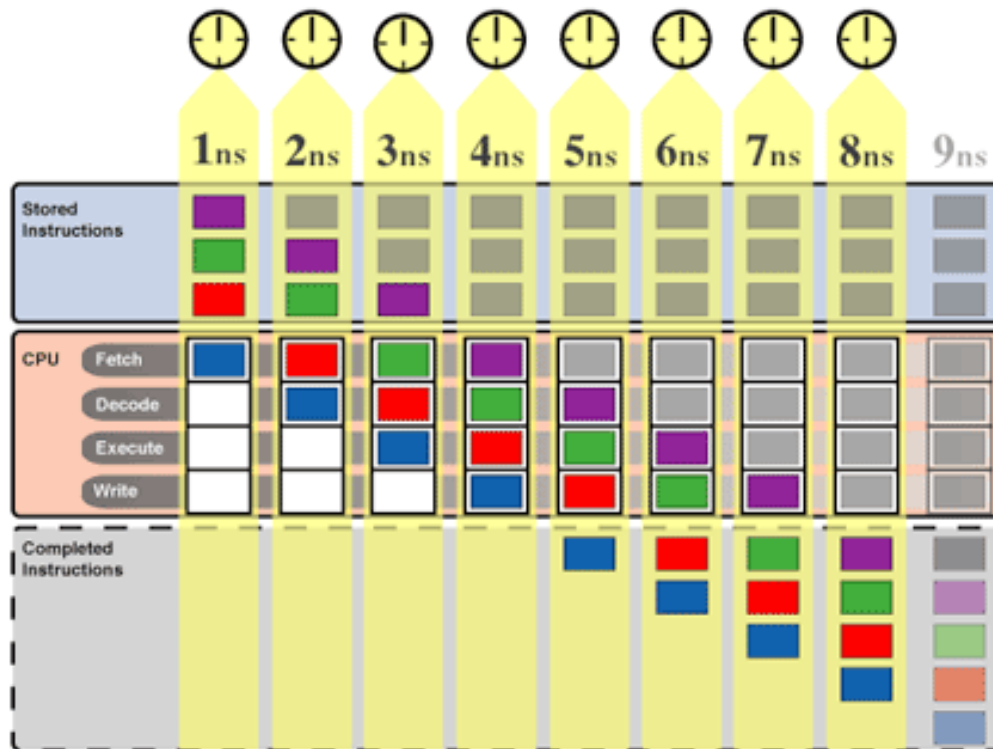 1ns 2ns 3ns 4ns 5ns 6ns 7ns 8ns 9ns
Stored
Instructions
CPU Fetch
Decode
Execute
Write
Completed
Instructions